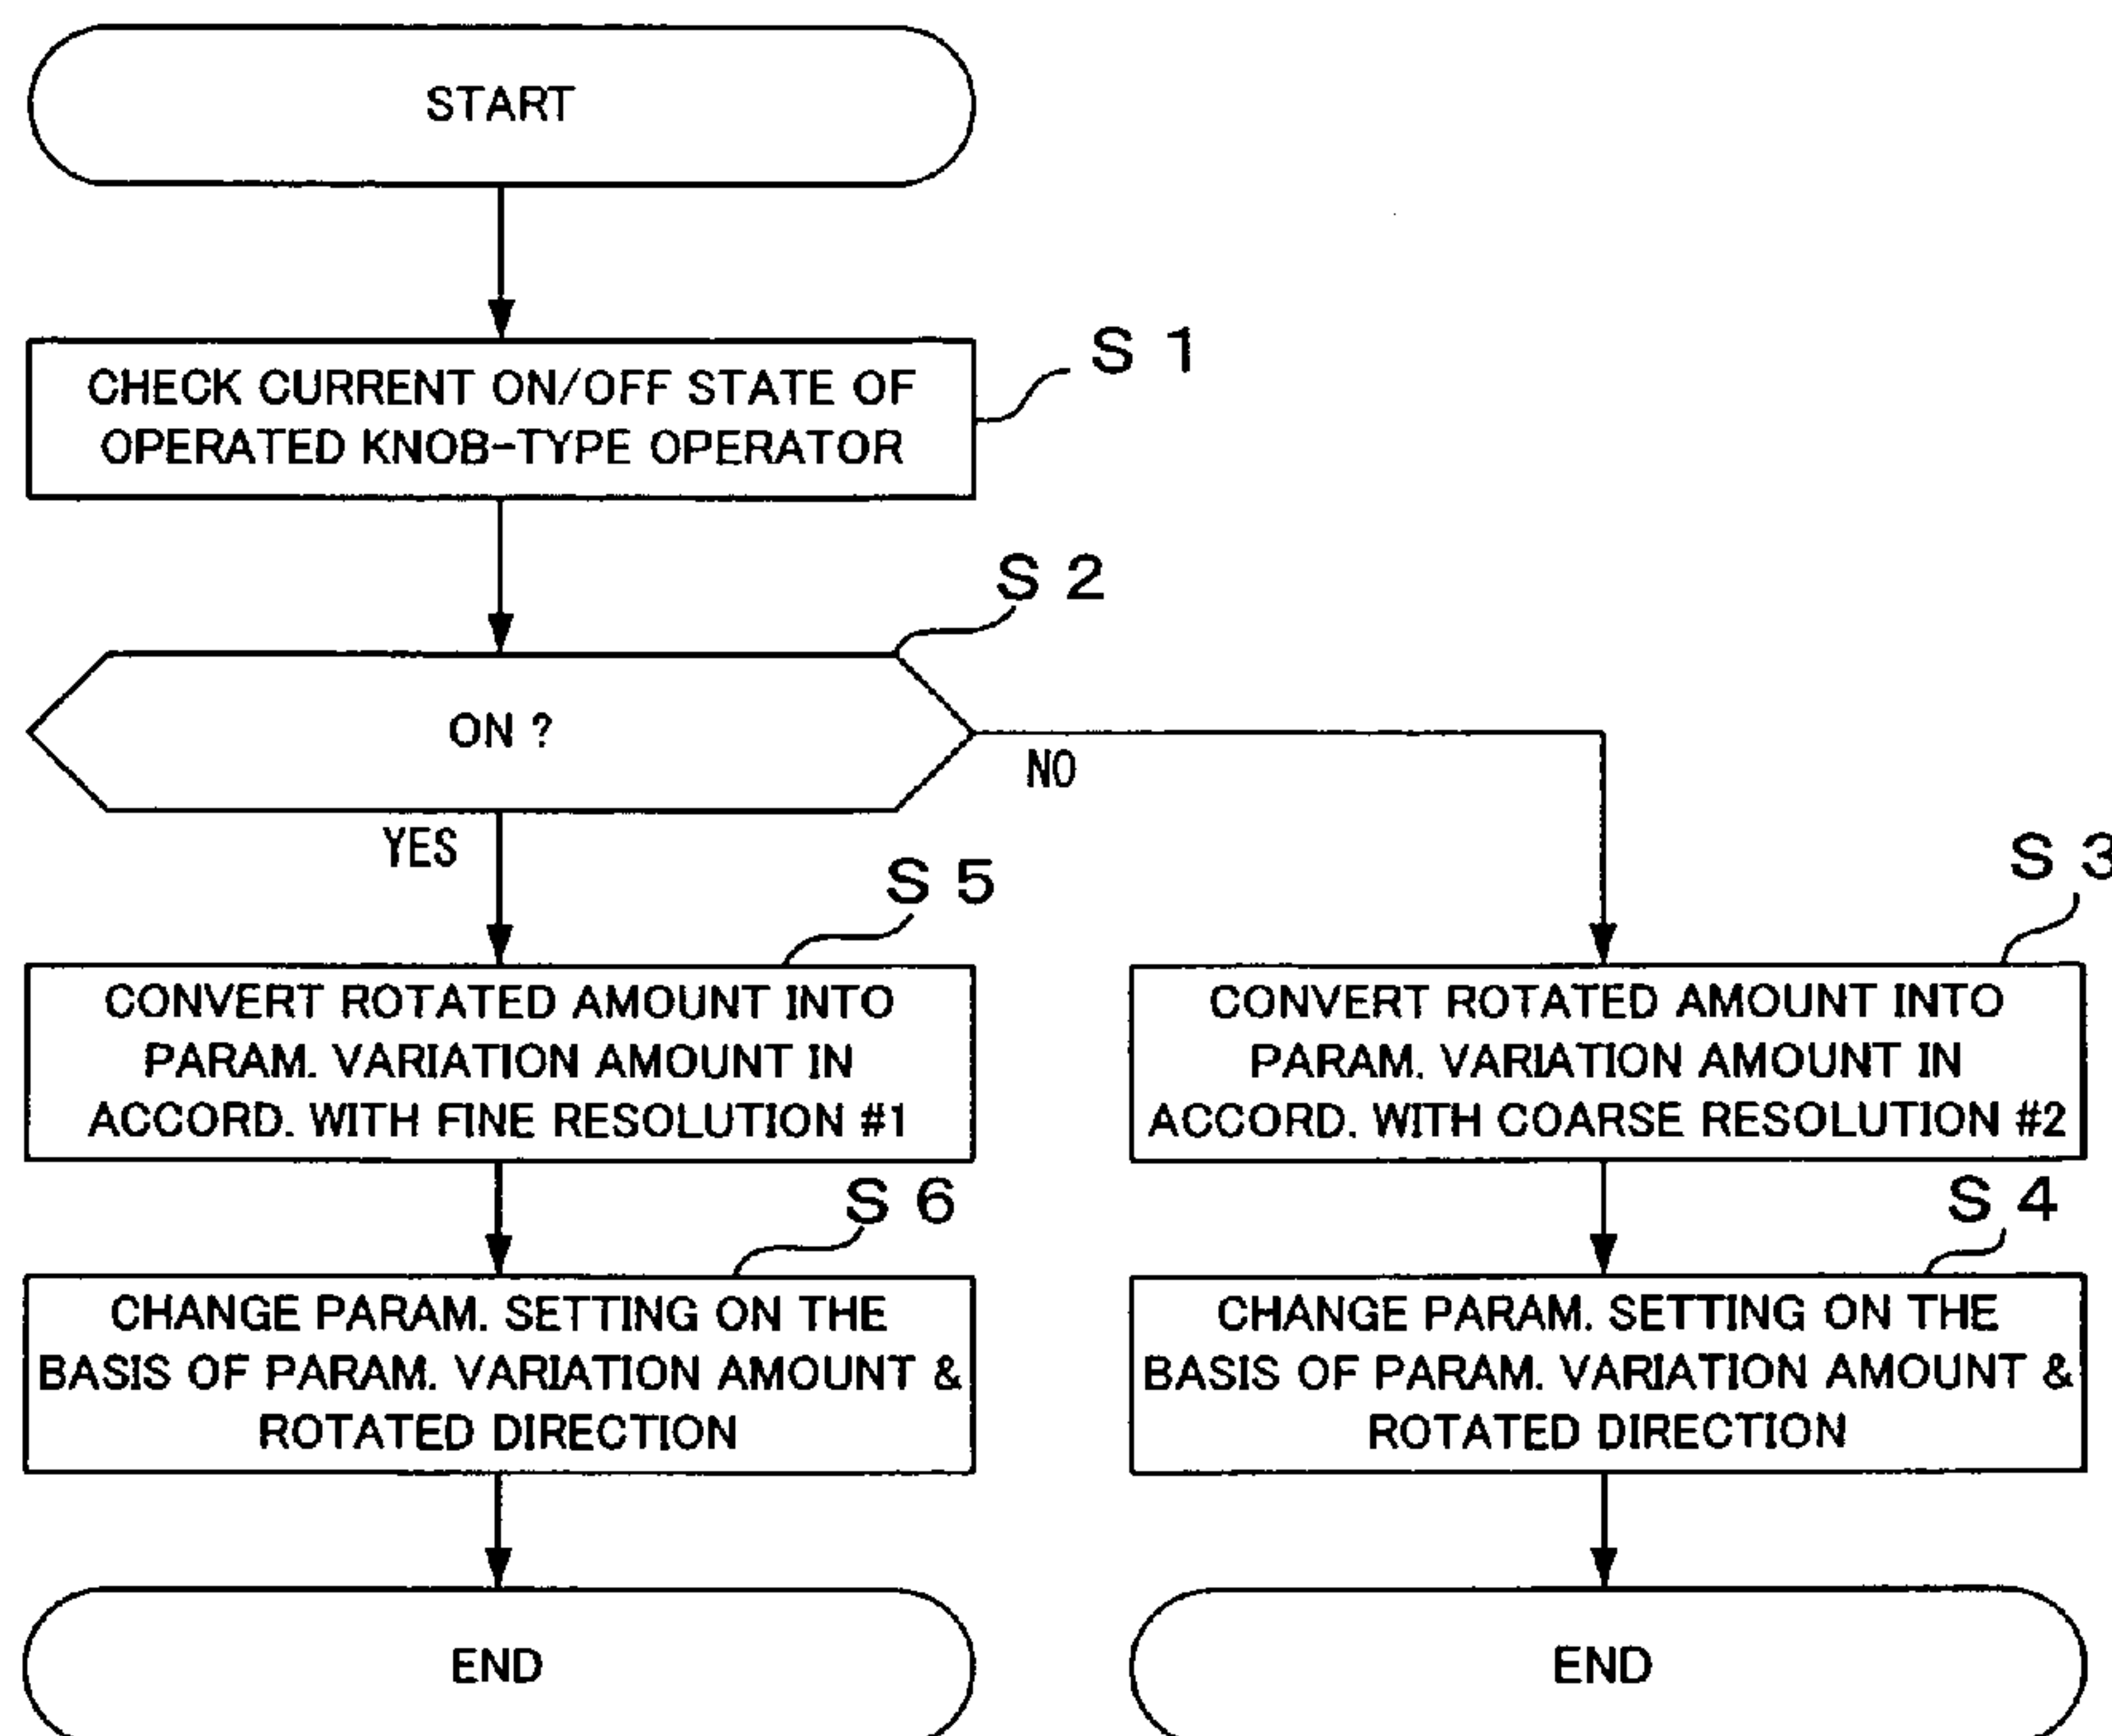 START
CHECK CURRENT ON/OFF STATE OF
OPERATED KNOB-TYPE OPERATOR
S 1
S 2
ON ?
NO
YES
S 5
CONVERT ROTATED AMOUNT INTO
PARAM. VARIATION AMOUNT IN
ACCORD. WITH FINE RESOLUTION #1
S 6
CHANGE PARAM. SETTING ON THE
BASIS OF PARAM. VARIATION AMOUNT &
ROTATED DIRECTION
END
S 3
CONVERT ROTATED AMOUNT INTO
PARAM. VARIATION AMOUNT IN
ACCORD. WITH COARSE RESOLUTION #2
S 4
CHANGE PARAM. SETTING ON THE
BASIS OF PARAM. VARIATION AMOUNT &
ROTATED DIRECTION
END